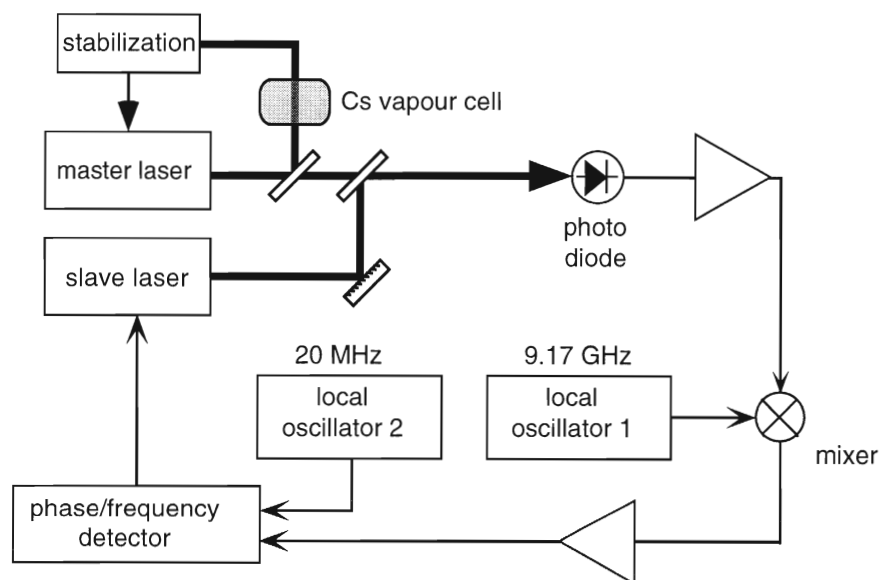 stabilization
Cs vapour cell
master laser
photo
diode
slave laser
20 MHz
9.17 GHz
local
oscillator 2
local
oscillator 1
mixer
phase/frequency
detector